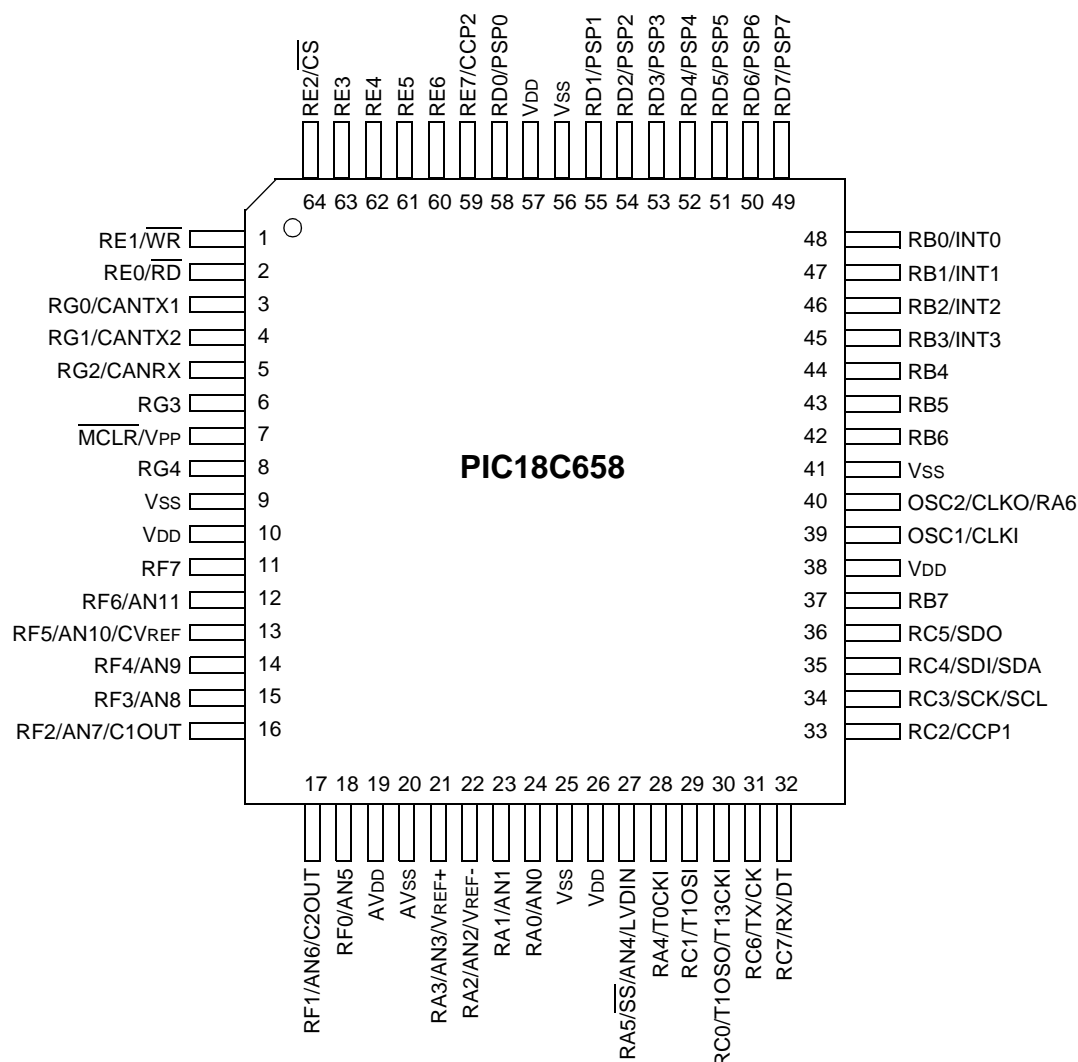 RE2/CS
RE3
RE4
RE5
RE6
RE7/CCP2
RD0/PSP0
VDD
VSS
RD1/PSP1
RD2/PSP2
RD3/PSP3
RD4/PSP4
RD5/PSP5
RD6/PSP6
RD7/PSP7
64 63 62 61 60 59 58 57 56 55 54 53 52 51 50 49
RE1/WR 1
RE0/RD 2
RG0/CANTX1 3
RG1/CANTX2 4
RG2/CANRX 5
RG3 6
MCLR/VPP 7
RG4 8
VSS 9
VDD 10
RF7 11
RF6/AN11 12
RF5/AN10/CVREF 13
RF4/AN9 14
RF3/AN8 15
RF2/AN7/C1OUT 16
PIC18C658
48 RB0/INT0
47 RB1/INT1
46 RB2/INT2
45 RB3/INT3
44 RB4
43 RB5
42 RB6
41 VSS
40 OSC2/CLKO/RA6
39 OSC1/CLKI
38 VDD
37 RB7
36 RC5/SDO
35 RC4/SDI/SDA
34 RC3/SCK/SCL
33 RC2/CCP1
17 18 19 20 21 22 23 24 25 26 27 28 29 30 31 32
RF1/AN6/C2OUT
RF0/AN5
AVDD
AVSS
RA3/AN3/VREF+
RA2/AN2/VREF-
RA1/AN1
RA0/AN0
VSS
VDD
RA5/SS/AN4/LVDIN
RA4/T0CKI
RC1/T1OSI
RC0/T1OSO/T13CKI
RC6/TX/CK
RC7/RX/DT